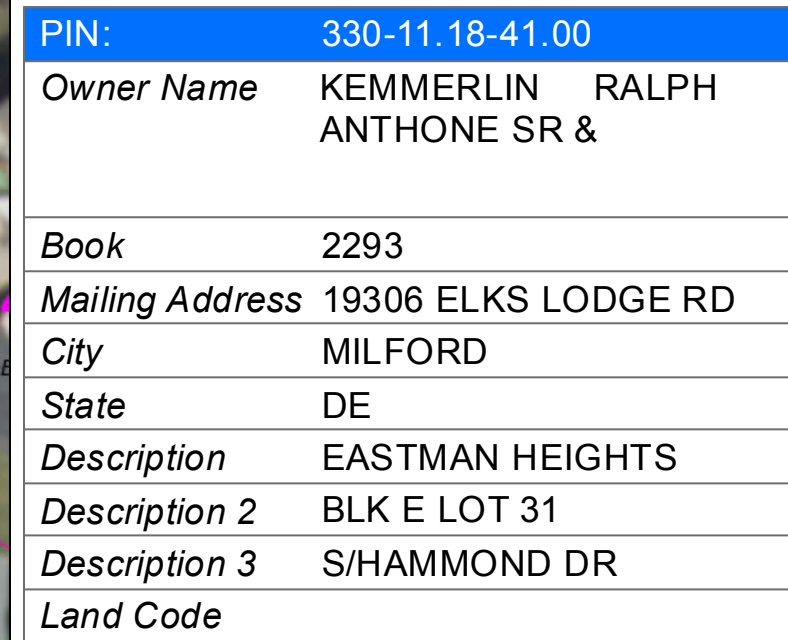 PIN: 330-11.18-41.00
Owner Name KEMMERLIN RALPH
ANTHONE SR &
Book 2293
Mailing Address 19306 ELKS LODGE RD
City MILFORD
State DE
Description EASTMAN HEIGHTS
Description 2 BLK E LOT 31
Description 3 S/HAMMOND DR
Land Code